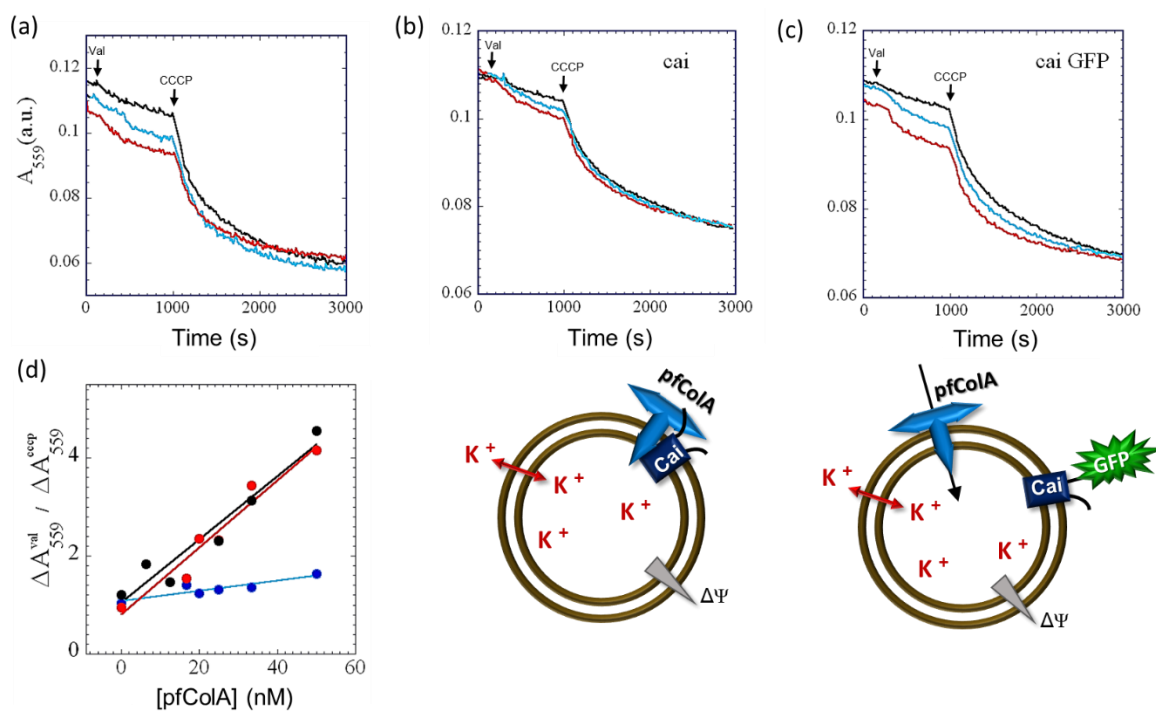 (a)
Val
CCCP
0.12
0.1
0.08
0.06
A559(a.u.)
0 1000 2000 3000
Time (s)
(b)
Val
CCCP
cai
0.12
0.1
0.08
0.06
0 1000 2000 3000
Time (s)
(c)
Val
CCCP
cai GFP
0.12
0.1
0.08
0.06
0 1000 2000 3000
Time (s)
(d)
4
2
0
ΔA559val / ΔA559cccp
0 20 40 60
[pfColA] (nM)
pfColA
Cai
K+
K+
K+
K+
ΔΨ
pfColA
GFP
Cai
K+
K+
K+
K+
ΔΨ